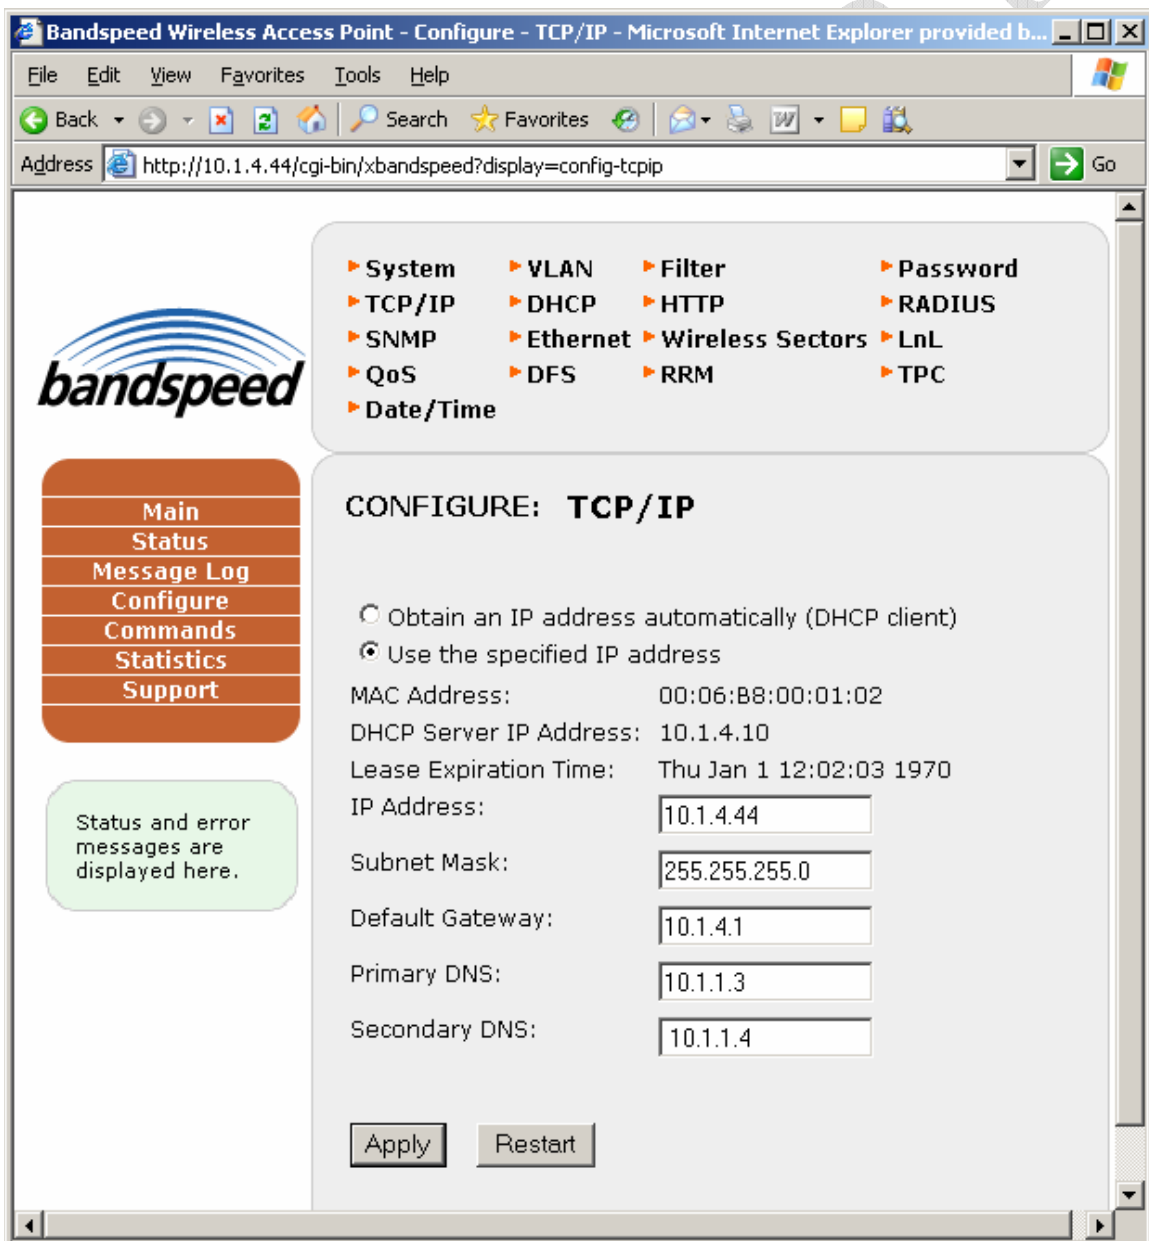 Bandspeed Wireless Access Point - Configure - TCP/IP - Microsoft Internet Explorer provided b...
File Edit View Favorites Tools Help
Back Search Favorites W
Address http://10.1.4.44/cgi-bin/xbandspeed?display=config-tcpip Go
System VLAN Filter Password
TCP/IP DHCP HTTP RADIUS
SNMP Ethernet Wireless Sectors LnL
QoS DFS RRM TPC
Date/Time
bandspeed
Main
Status
Message Log
Configure
Commands
Statistics
Support
Status and error
messages are
displayed here.
CONFIGURE: TCP/IP
Obtain an IP address automatically (DHCP client)
Use the specified IP address
MAC Address: 00:06:B8:00:01:02
DHCP Server IP Address: 10.1.4.10
Lease Expiration Time: Thu Jan 1 12:02:03 1970
IP Address: 10.1.4.44
Subnet Mask: 255.255.255.0
Default Gateway: 10.1.4.1
Primary DNS: 10.1.1.3
Secondary DNS: 10.1.1.4
Apply Restart